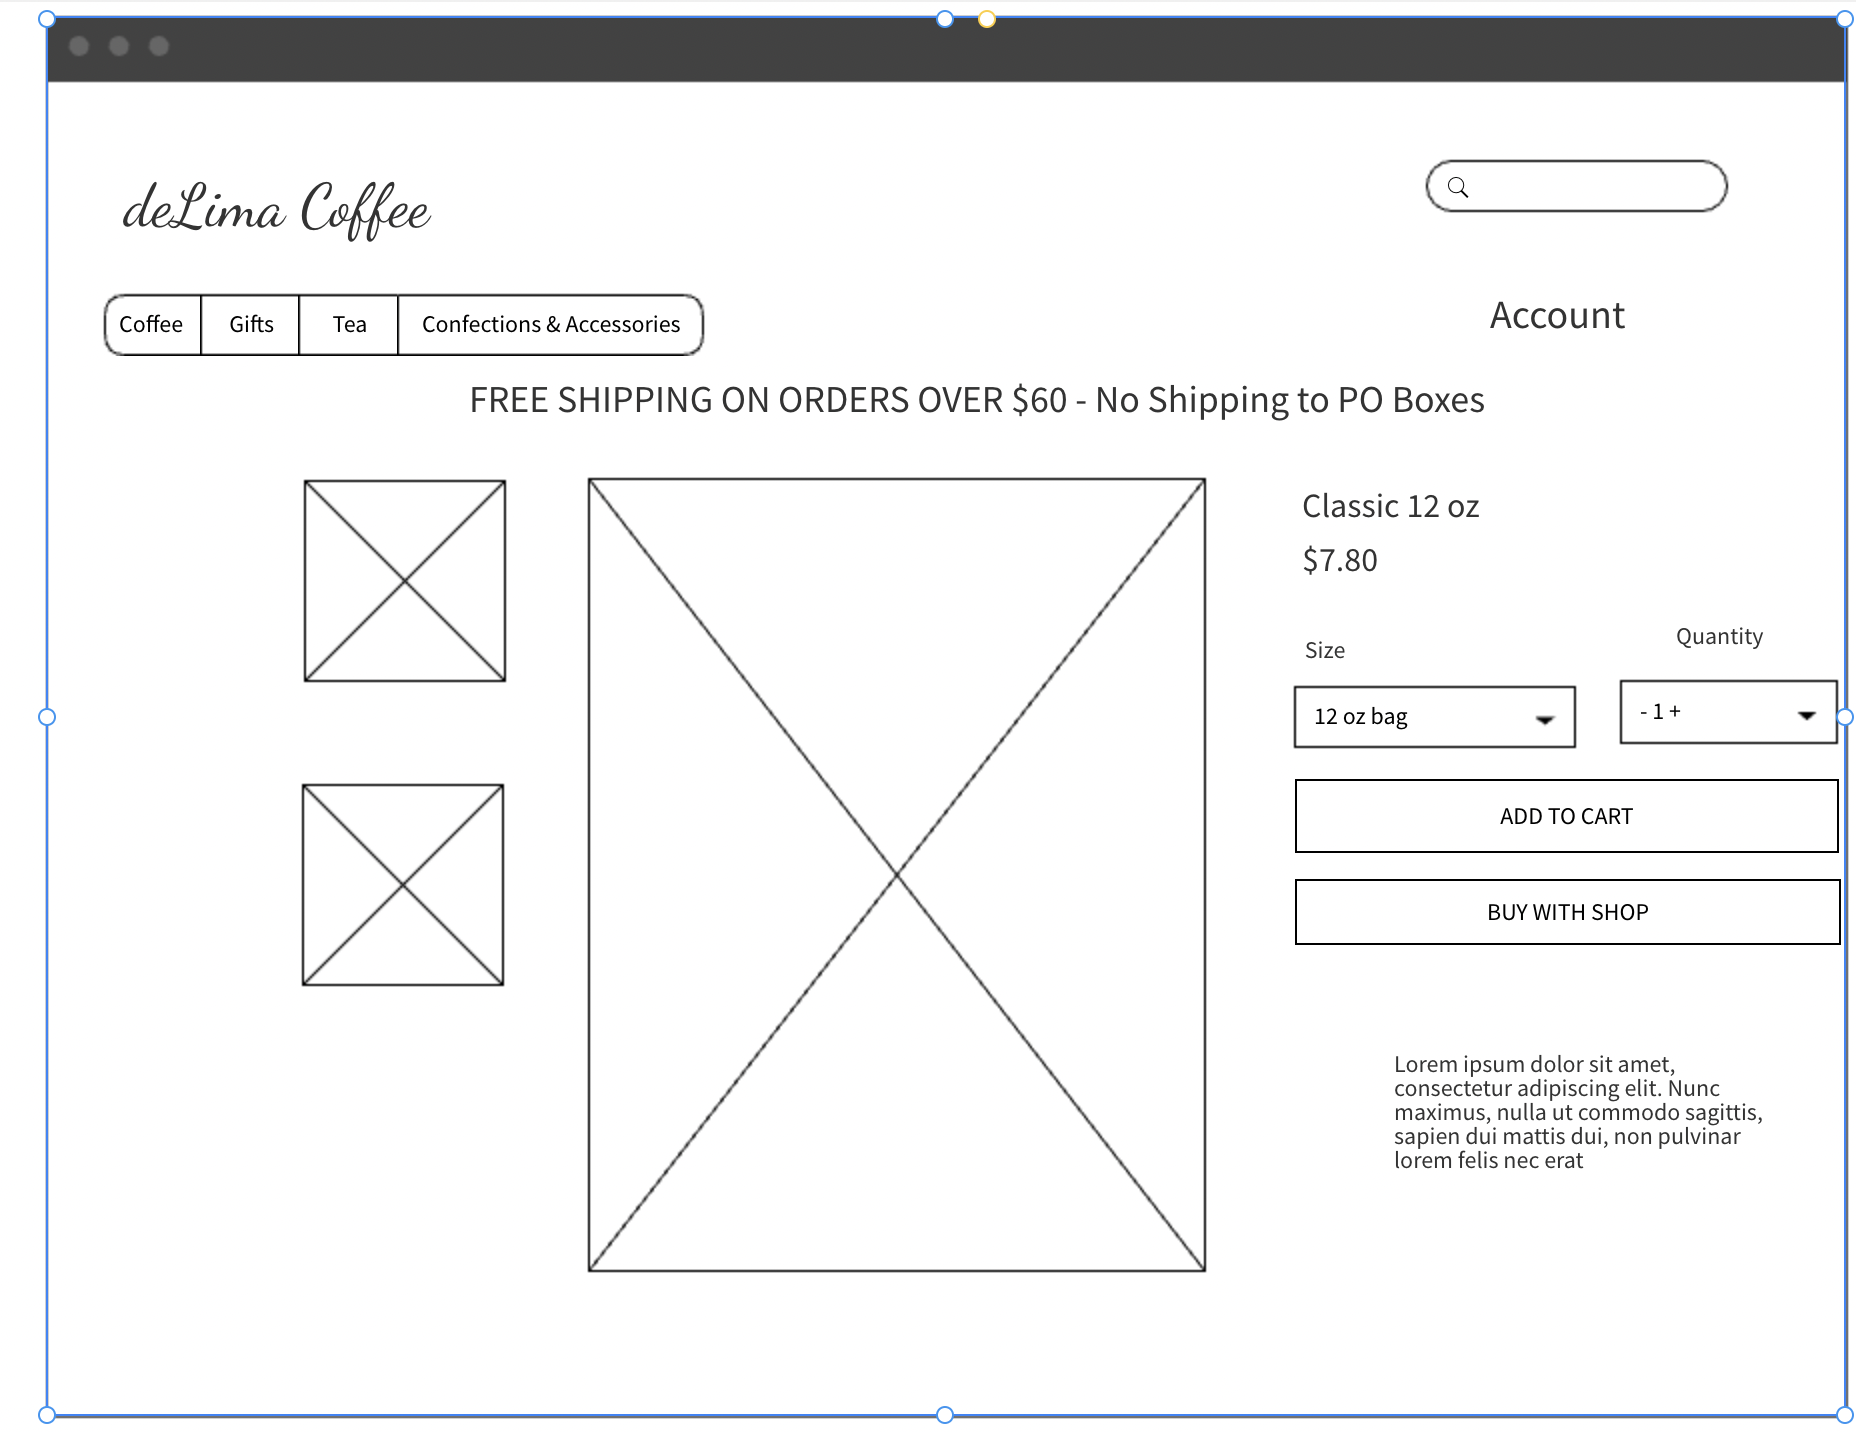 deLima Coffee
Coffee
Gifts
Tea
Confections & Accessories
Account
FREE SHIPPING ON ORDERS OVER $60 - No Shipping to PO Boxes
Classic 12 oz
$7.80
Size
Quantity
12 oz bag
- 1 +
ADD TO CART
BUY WITH SHOP
Lorem ipsum dolor sit amet,
consectetur adipiscing elit. Nunc
maximus, nulla ut commodo sagittis,
sapien dui mattis dui, non pulvinar
lorem felis nec erat